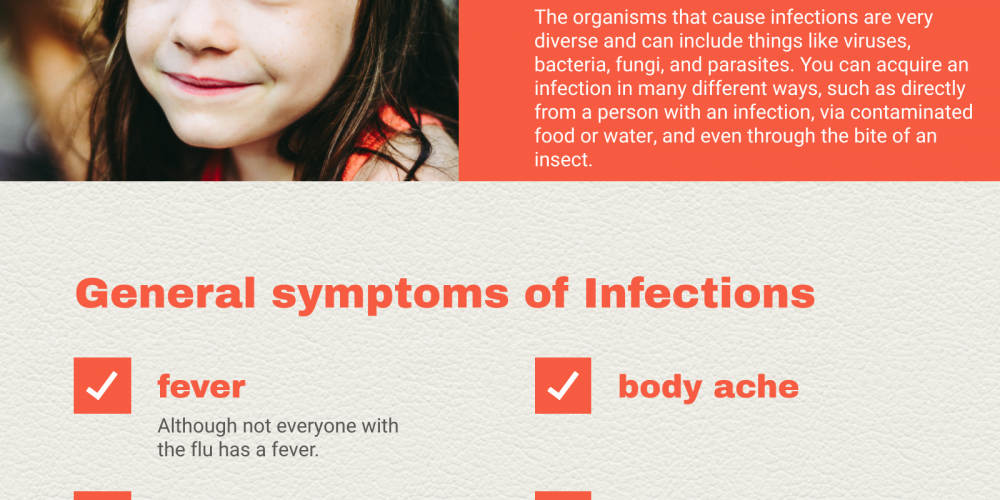 The organisms that cause infections are very
diverse and can include things like viruses,
bacteria, fungi, and parasites. You can acquire an
infection in many different ways, such as directly
from a person with an infection, via contaminated
food or water, and even through the bite of an
insect.
General symptoms of Infections
fever
Although not everyone with
the flu has a fever.
body ache